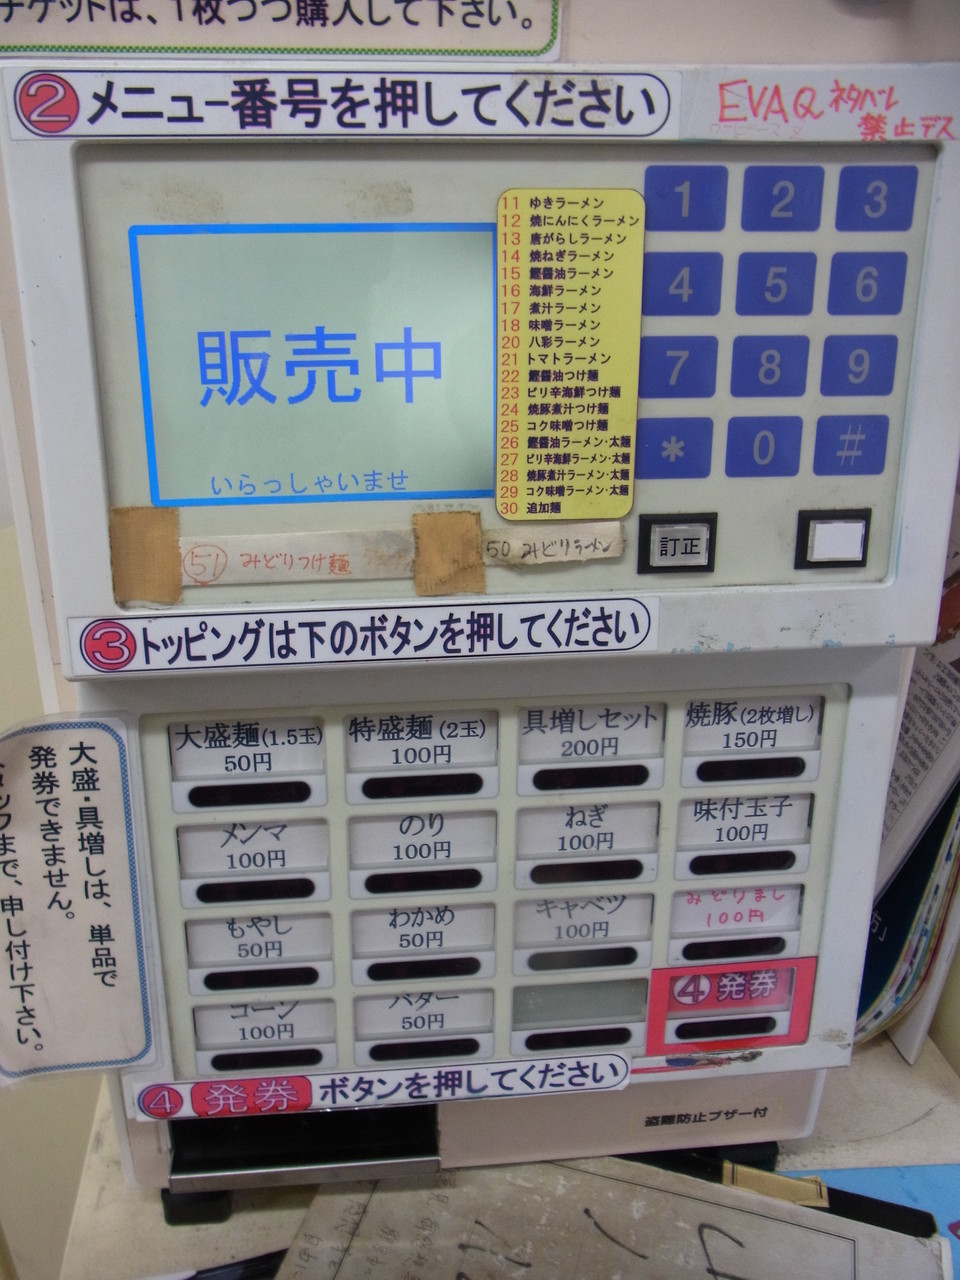 チケットは、1枚づつ購入して下さい。
② メニュー番号を押してください
EVAQ ネタバレ
禁止デス
販売中
いらっしゃいませ
11 ゆきラーメン
12 焼にんにくラーメン
13 唐がらしラーメン
14 焼ねぎラーメン
15 鰹醤油ラーメン
16 海鮮ラーメン
17 煮汁ラーメン
18 味噌ラーメン
20 八彩ラーメン
21 トマトラーメン
22 鰹醤油つけ麺
23 ピリ辛海鮮つけ麺
24 焼豚煮汁つけ麺
25 コク味噌つけ麺
26 鰹醤油ラーメン・太麺
27 ピリ辛海鮮ラーメン・太麺
28 焼豚煮汁ラーメン・太麺
29 コク味噌ラーメン・太麺
30 追加麺
1 2 3
4 5 6
7 8 9
* 0 #
51 みどりつけ麺
50 みどりラーメン
訂正
③ トッピングは下のボタンを押してください
大盛麺(1.5玉)
50円
特盛麺(2玉)
100円
具増しセット
200円
焼豚(2枚増し)
150円
メンマ
100円
のり
100円
ねぎ
100円
味付玉子
100円
もやし
50円
わかめ
50円
キャベツ
100円
みどりまし
100円
コーン
100円
バター
50円
④ 発券
大盛・具増しは、単品で
発券できません。
スタッフまで、申し付け下さい。
④ 発券 ボタンを押してください
盗難防止ブザー付